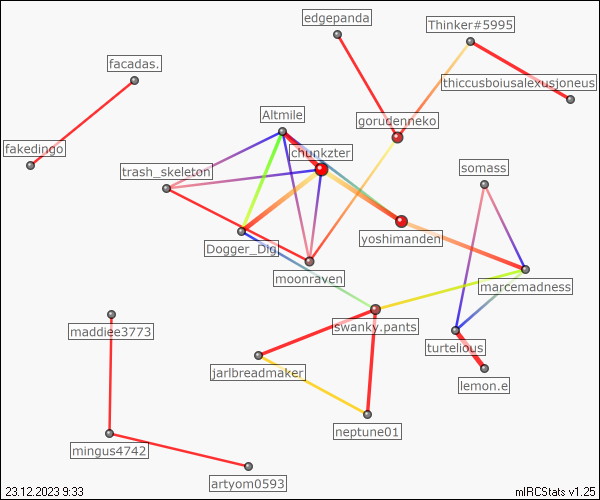 edgepanda
Thinker#5995
facadas.
thiccusboiusalexusjoneus
Altmile
gorudenneko
fakedingo
chunkzter
trash_skeleton
somass
Dogger_Dig
yoshimanden
moonraven
marcemadness
maddiee3773
swanky.pants
turtelious
jarlbreadmaker
lemon.e
neptune01
mingus4742
artyom0593
23.12.2023 9:33
mIRCStats v1.25